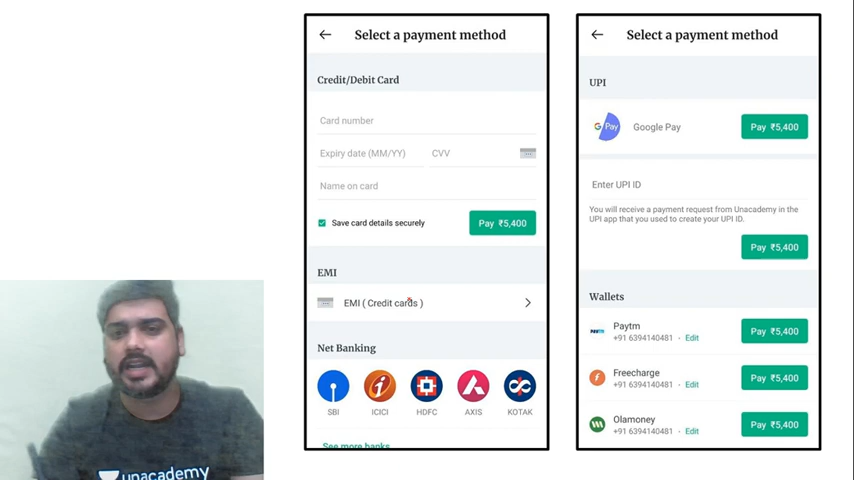 Select a payment method
Credit/Debit Card
Card number
Expiry date (MM/YY) CVV
Name on card
Save card details securely Pay ₹5,400
EMI
EMI ( Credit cards )
Net Banking
SBI ICICI HDFC AXIS KOTAK
See more banks
Select a payment method
UPI
G Pay Google Pay Pay ₹5,400
Enter UPI ID
You will receive a payment request from Unacademy in the
UPI app that you used to create your UPI ID.
Pay ₹5,400
Wallets
Paytm
+91 6394140481 · Edit Pay ₹5,400
Freecharge
+91 6394140481 · Edit Pay ₹5,400
Olamoney
+91 6394140481 · Edit Pay ₹5,400
unacademy